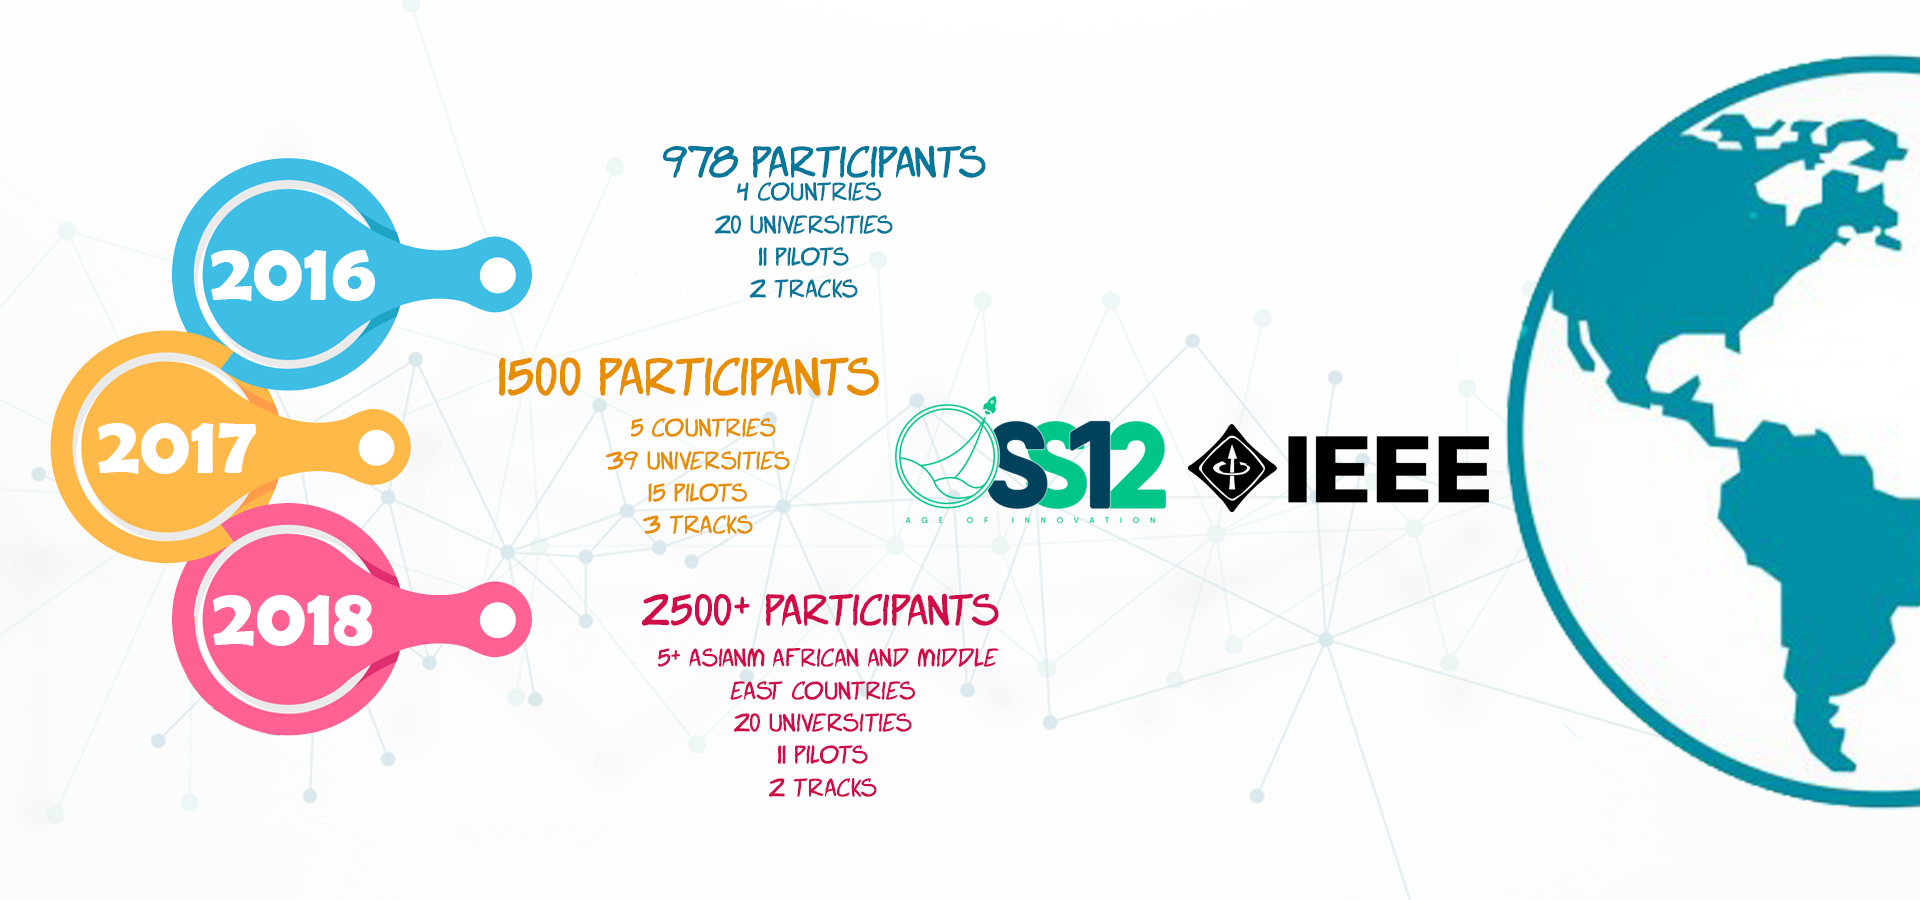 2016
978 PARTICIPANTS
4 COUNTRIES
20 UNIVERSITIES
11 PILOTS
2 TRACKS
2017
1500 PARTICIPANTS
5 COUNTRIES
39 UNIVERSITIES
15 PILOTS
3 TRACKS
SS12
AGE OF INNOVATION
IEEE
2018
2500+ PARTICIPANTS
5+ ASIANM AFRICAN AND MIDDLE
EAST COUNTRIES
20 UNIVERSITIES
11 PILOTS
2 TRACKS